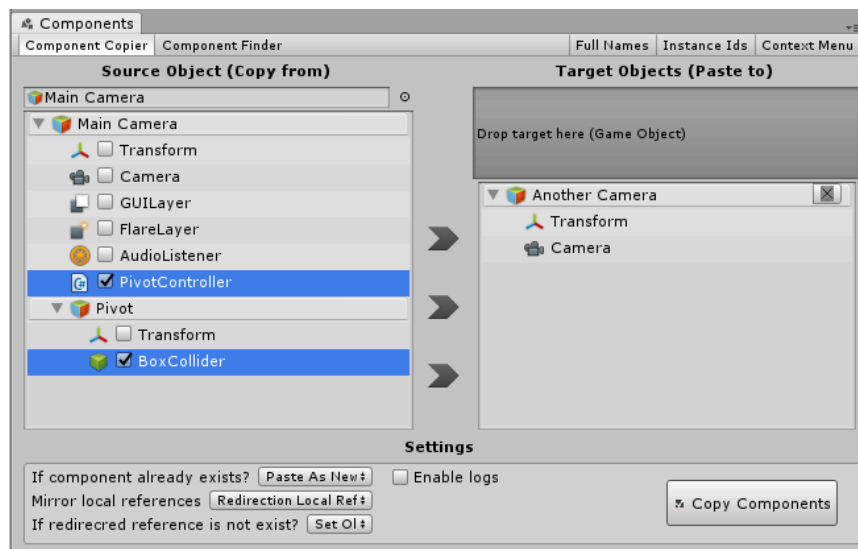 Components
Component Copier Component Finder Full Names Instance Ids Context Menu
Source Object (Copy from)
Main Camera
Main Camera
Transform
Camera
GUILayer
FlareLayer
AudioListener
PivotController
Pivot
Transform
BoxCollider
Target Objects (Paste to)
Drop target here (Game Object)
Another Camera
Transform
Camera
Settings
If component already exists? Paste As New Enable logs
Mirror local references Redirection Local Ref
If redirecred reference is not exist? Set Ol
Copy Components